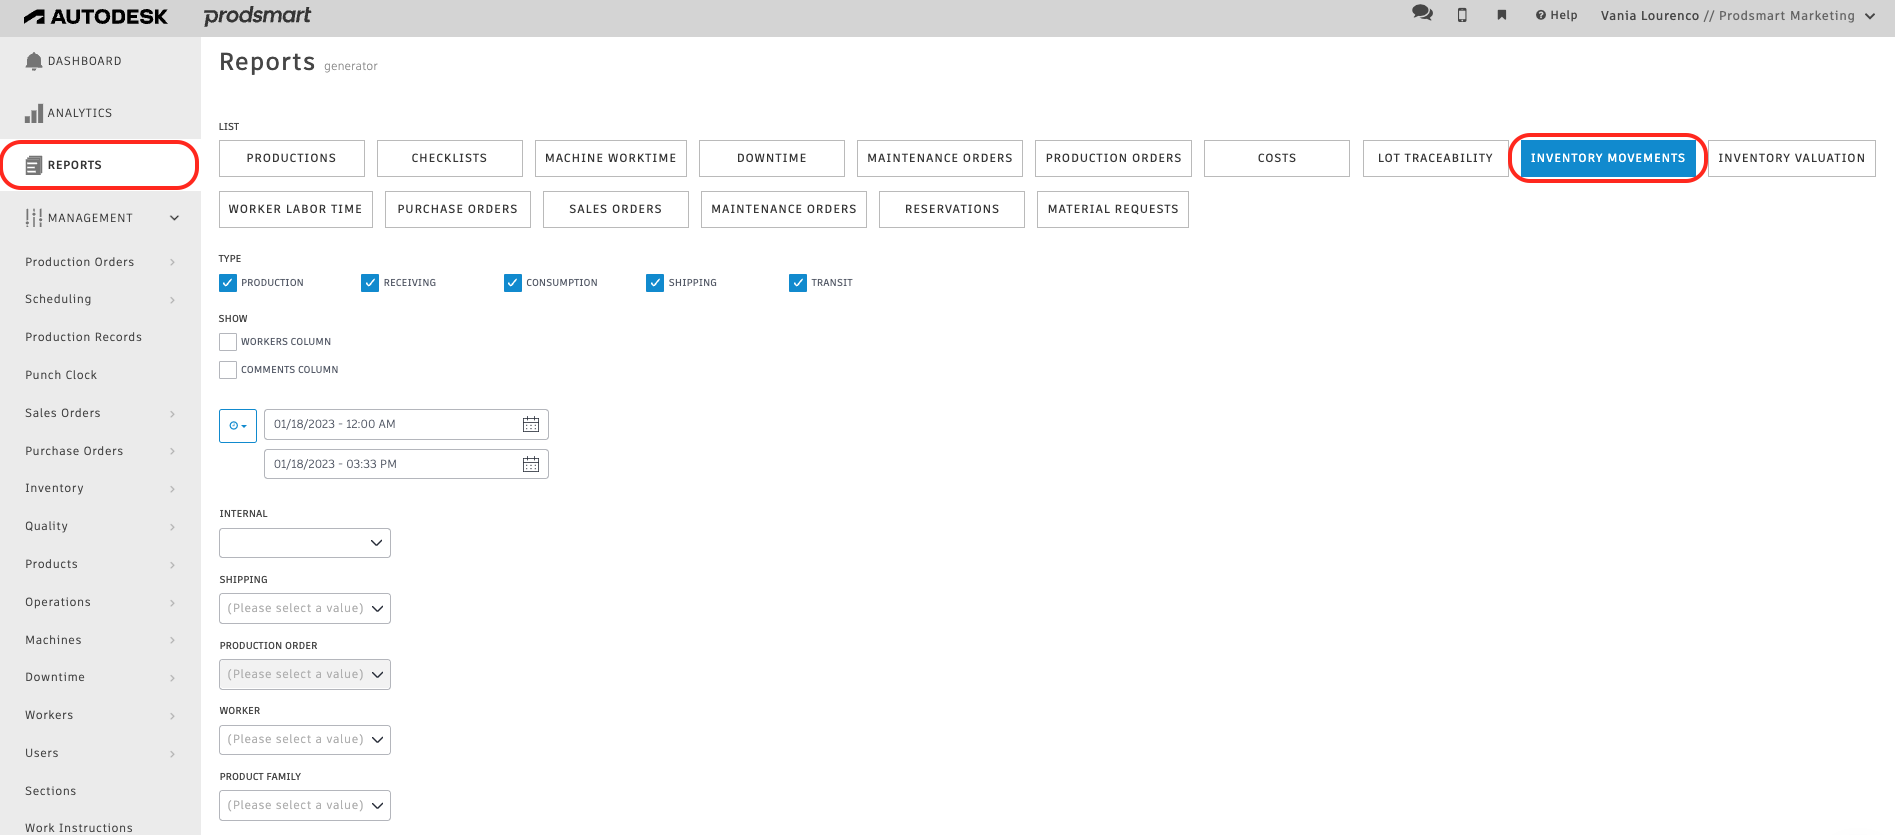 AUTODESK prodsmart Help Vania Lourenco // Prodsmart Marketing
DASHBOARD
ANALYTICS
REPORTS
MANAGEMENT
Production Orders
Scheduling
Production Records
Punch Clock
Sales Orders
Purchase Orders
Inventory
Quality
Products
Operations
Machines
Downtime
Workers
Users
Sections
Work Instructions
Reports generator
LIST
PRODUCTIONS CHECKLISTS MACHINE WORKTIME DOWNTIME MAINTENANCE ORDERS PRODUCTION ORDERS COSTS LOT TRACEABILITY INVENTORY MOVEMENTS INVENTORY VALUATION
WORKER LABOR TIME PURCHASE ORDERS SALES ORDERS MAINTENANCE ORDERS RESERVATIONS MATERIAL REQUESTS
TYPE
PRODUCTION RECEIVING CONSUMPTION SHIPPING TRANSIT
SHOW
WORKERS COLUMN
COMMENTS COLUMN
01/18/2023 - 12:00 AM
01/18/2023 - 03:33 PM
INTERNAL
SHIPPING
(Please select a value)
PRODUCTION ORDER
(Please select a value)
WORKER
(Please select a value)
PRODUCT FAMILY
(Please select a value)